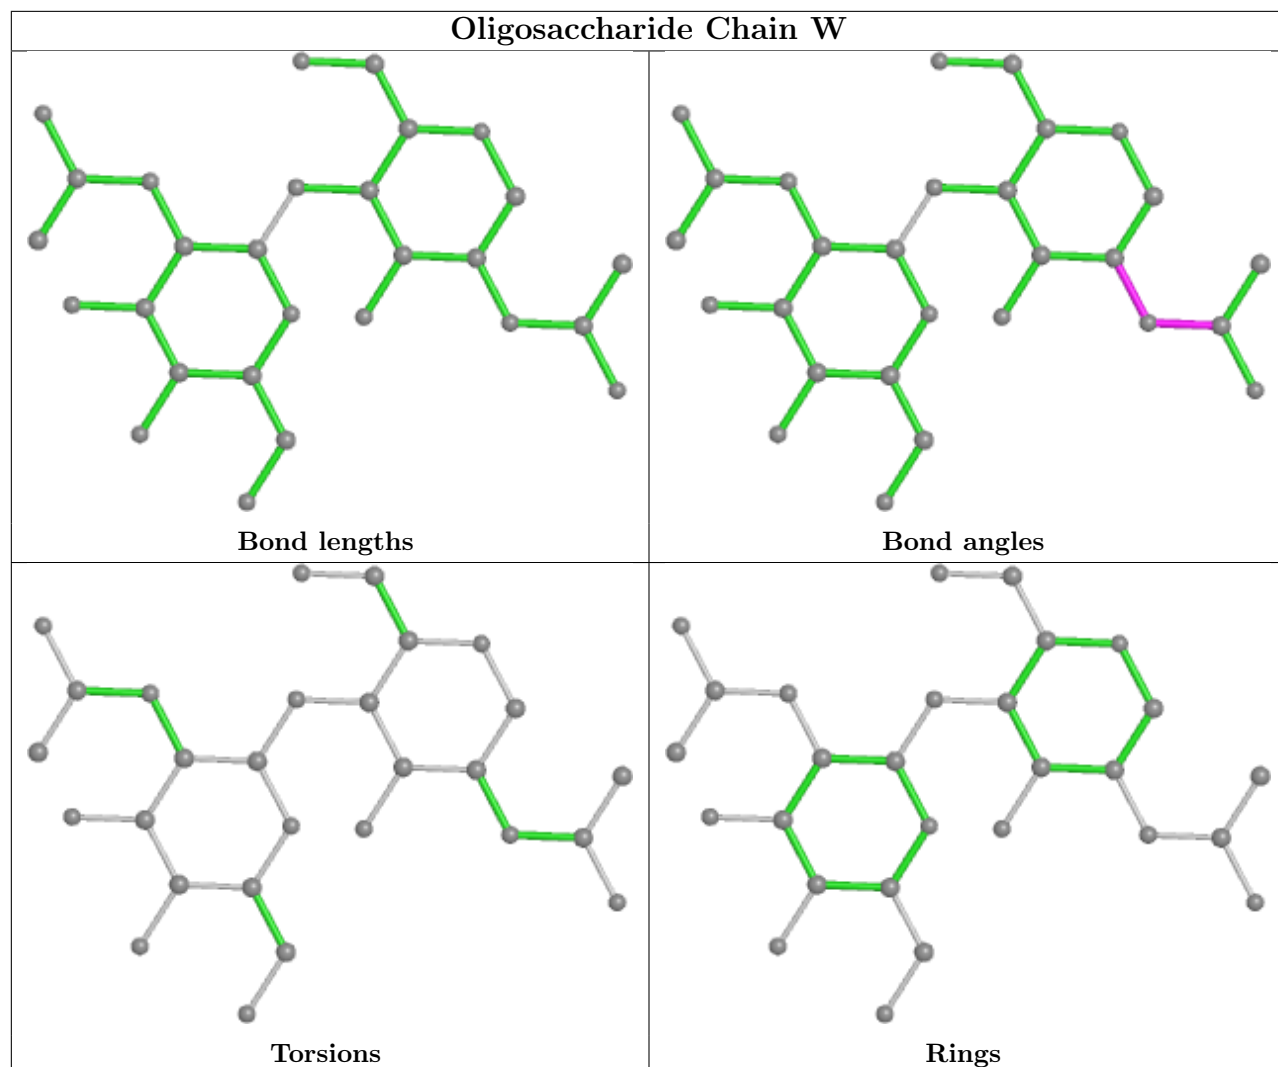 Oligosaccharide Chain W
Bond lengths
Bond angles
Torsions
Rings